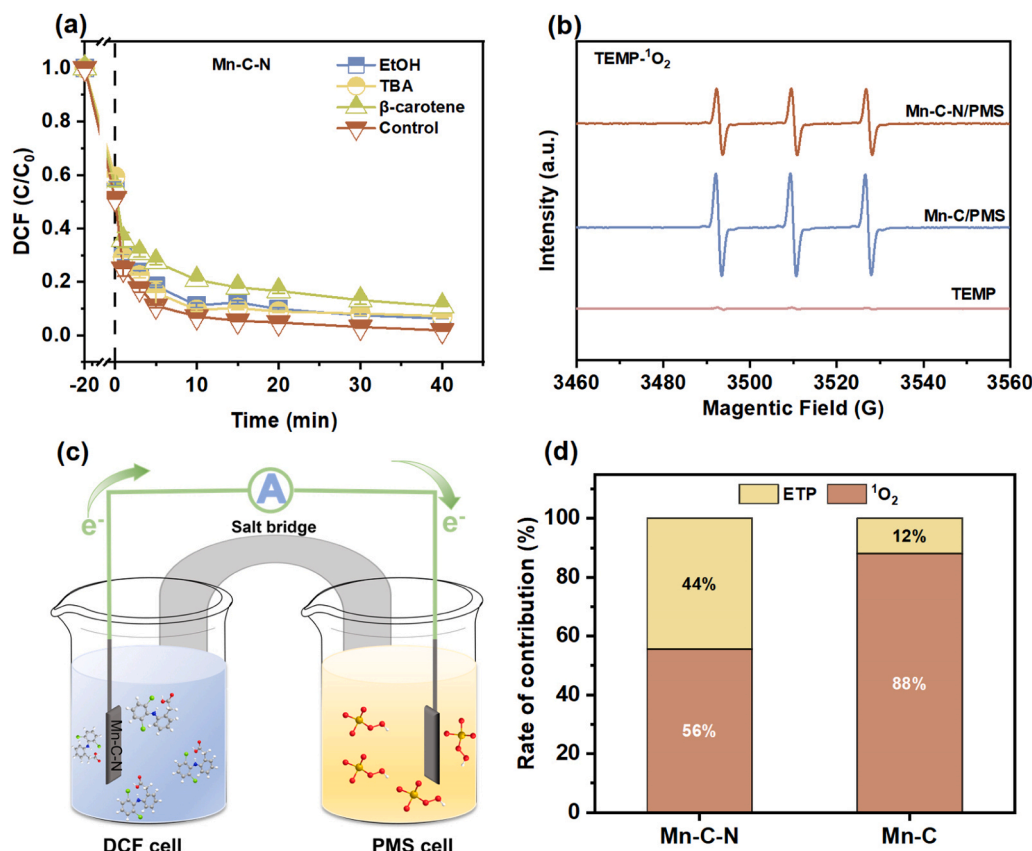 (a)
Mn-C-N
EtOH
TBA
β-carotene
Control
DCF (C/C0)
1.0
0.8
0.6
0.4
0.2
0.0
-20 0 10 20 30 40
Time (min)
(b)
TEMP-¹O₂
Mn-C-N/PMS
Mn-C/PMS
TEMP
Intensity (a.u.)
3460 3480 3500 3520 3540 3560
Magentic Field (G)
(c)
A
e⁻
e⁻
Salt bridge
Mn-C-N
DCF cell
PMS cell
(d)
ETP
¹O₂
Rate of contribution (%)
100
80
60
40
20
0
44%
56%
12%
88%
Mn-C-N
Mn-C